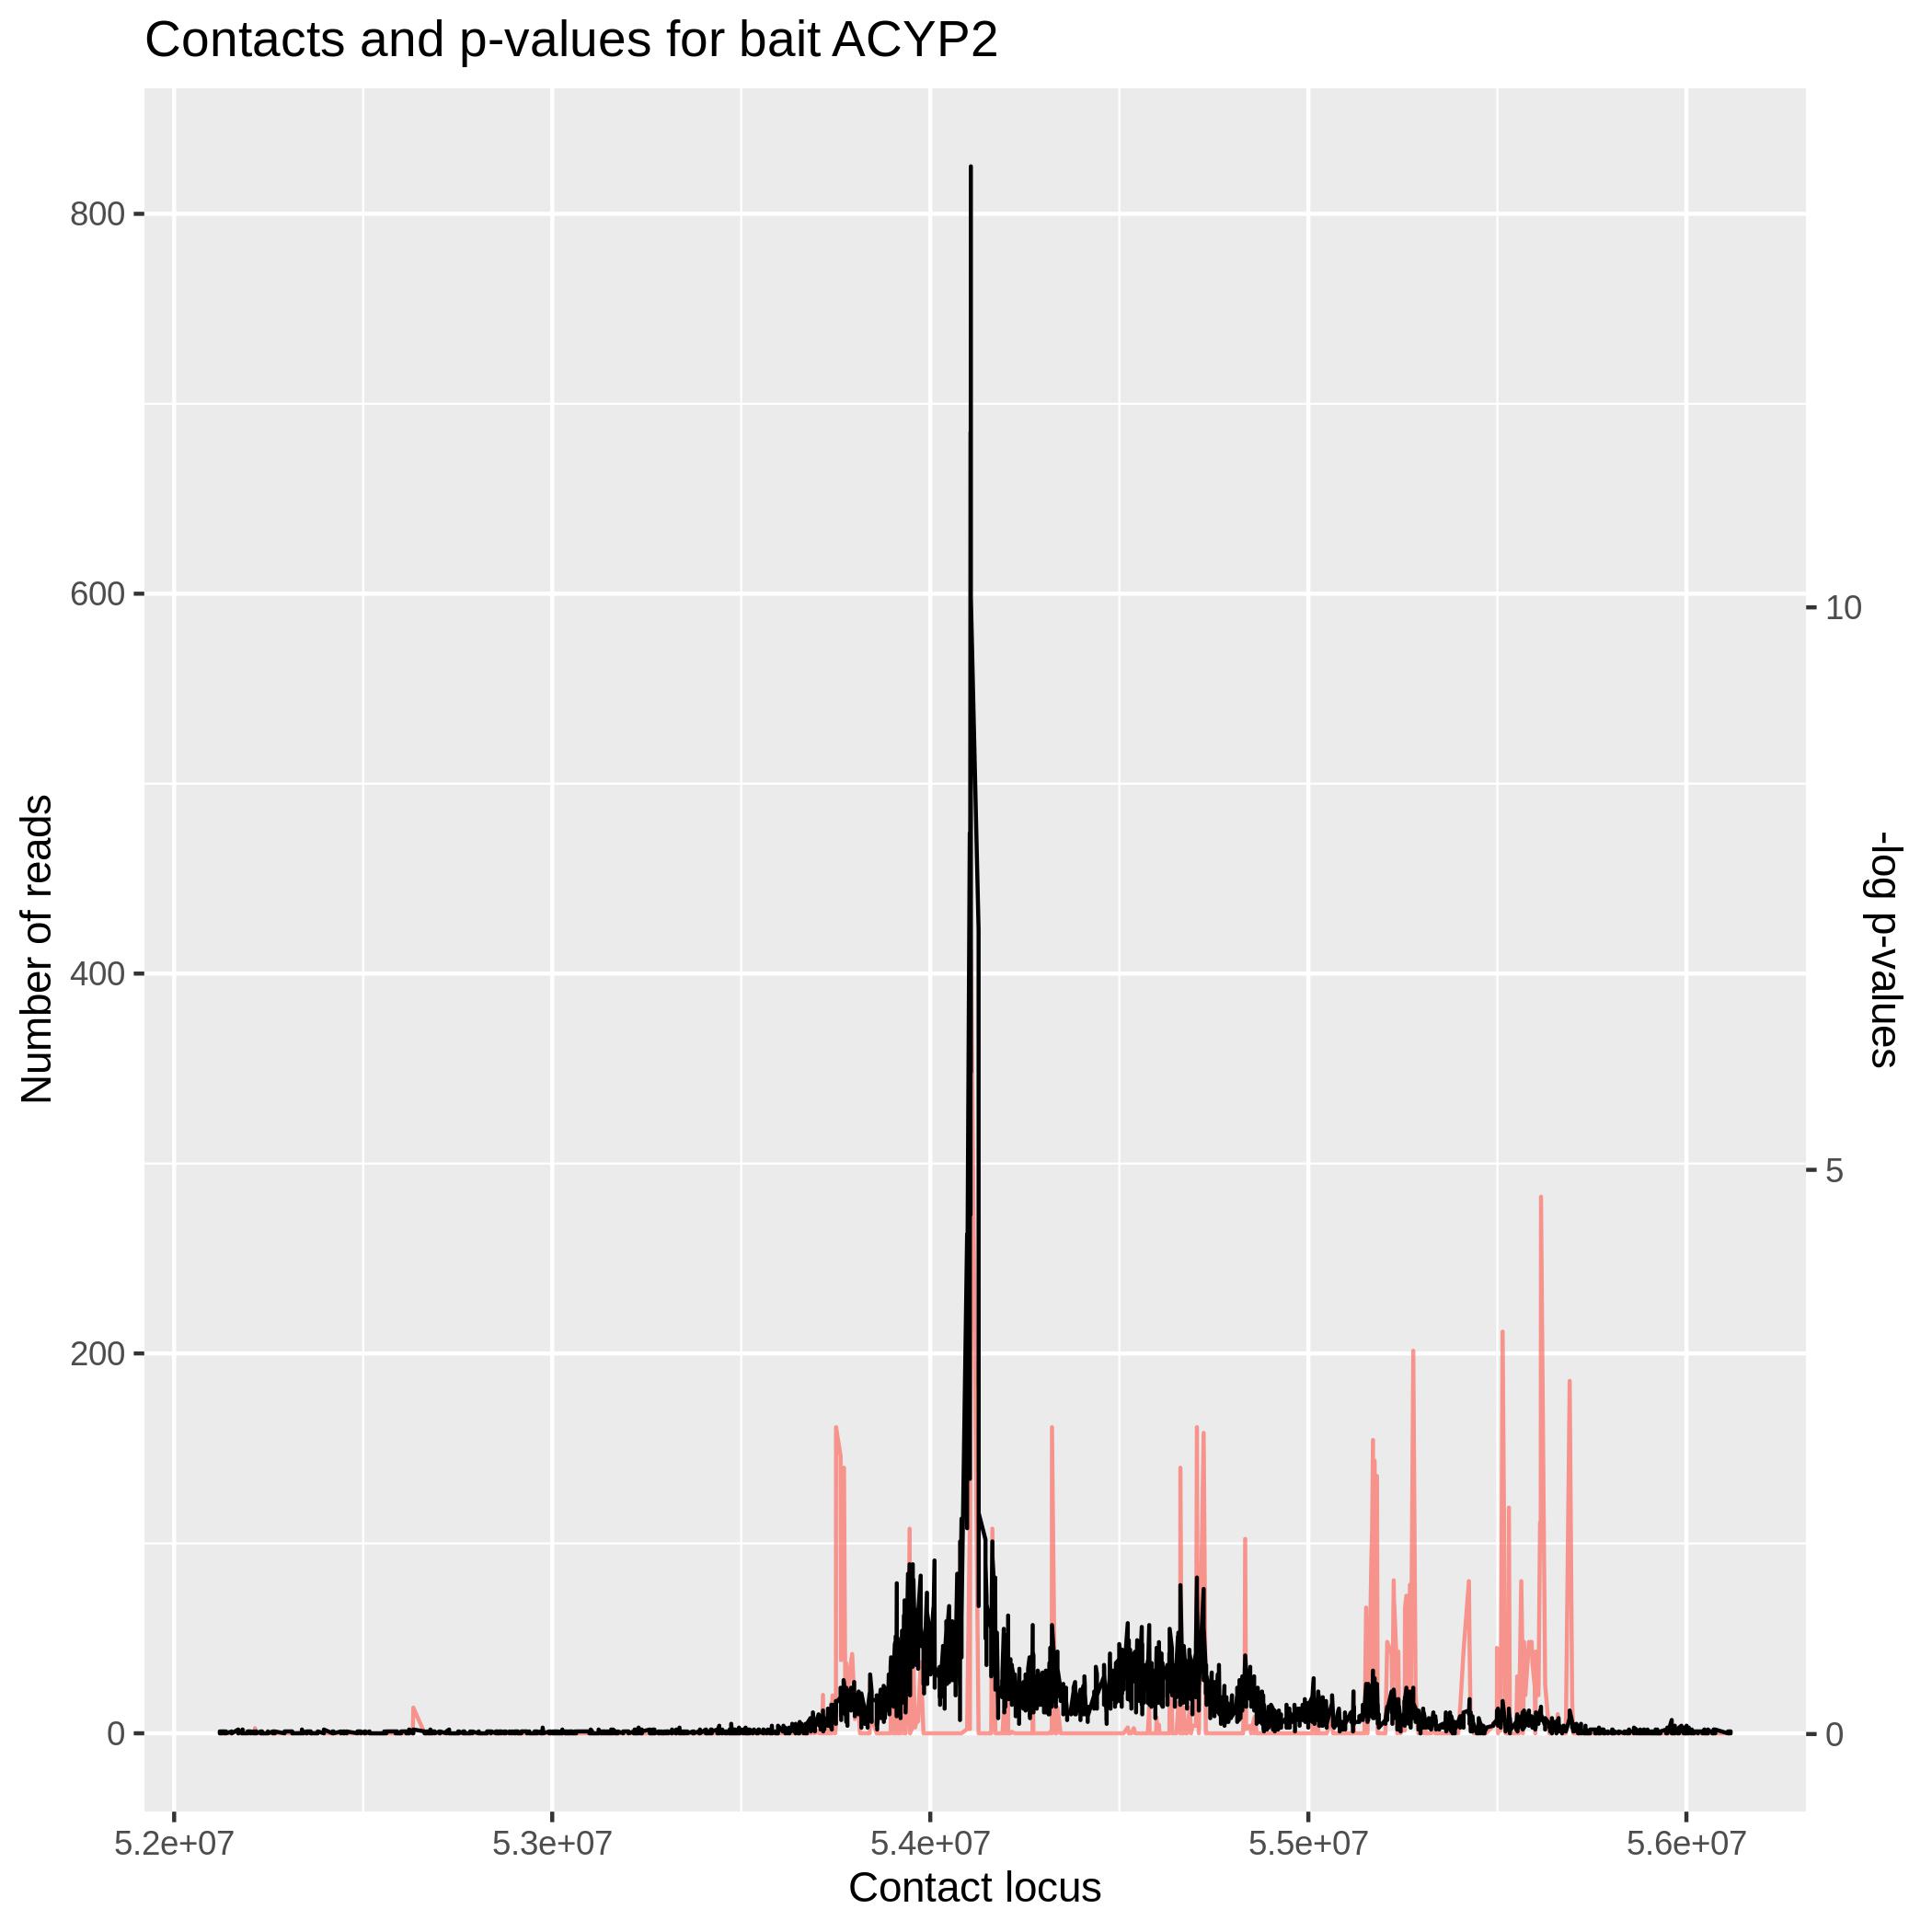 Contacts and p-values for bait ACYP2
Number of reads
800
600
400
200
0
10
5
0
-log p-values
5.2e+07
5.3e+07
5.4e+07
5.5e+07
5.6e+07
Contact locus